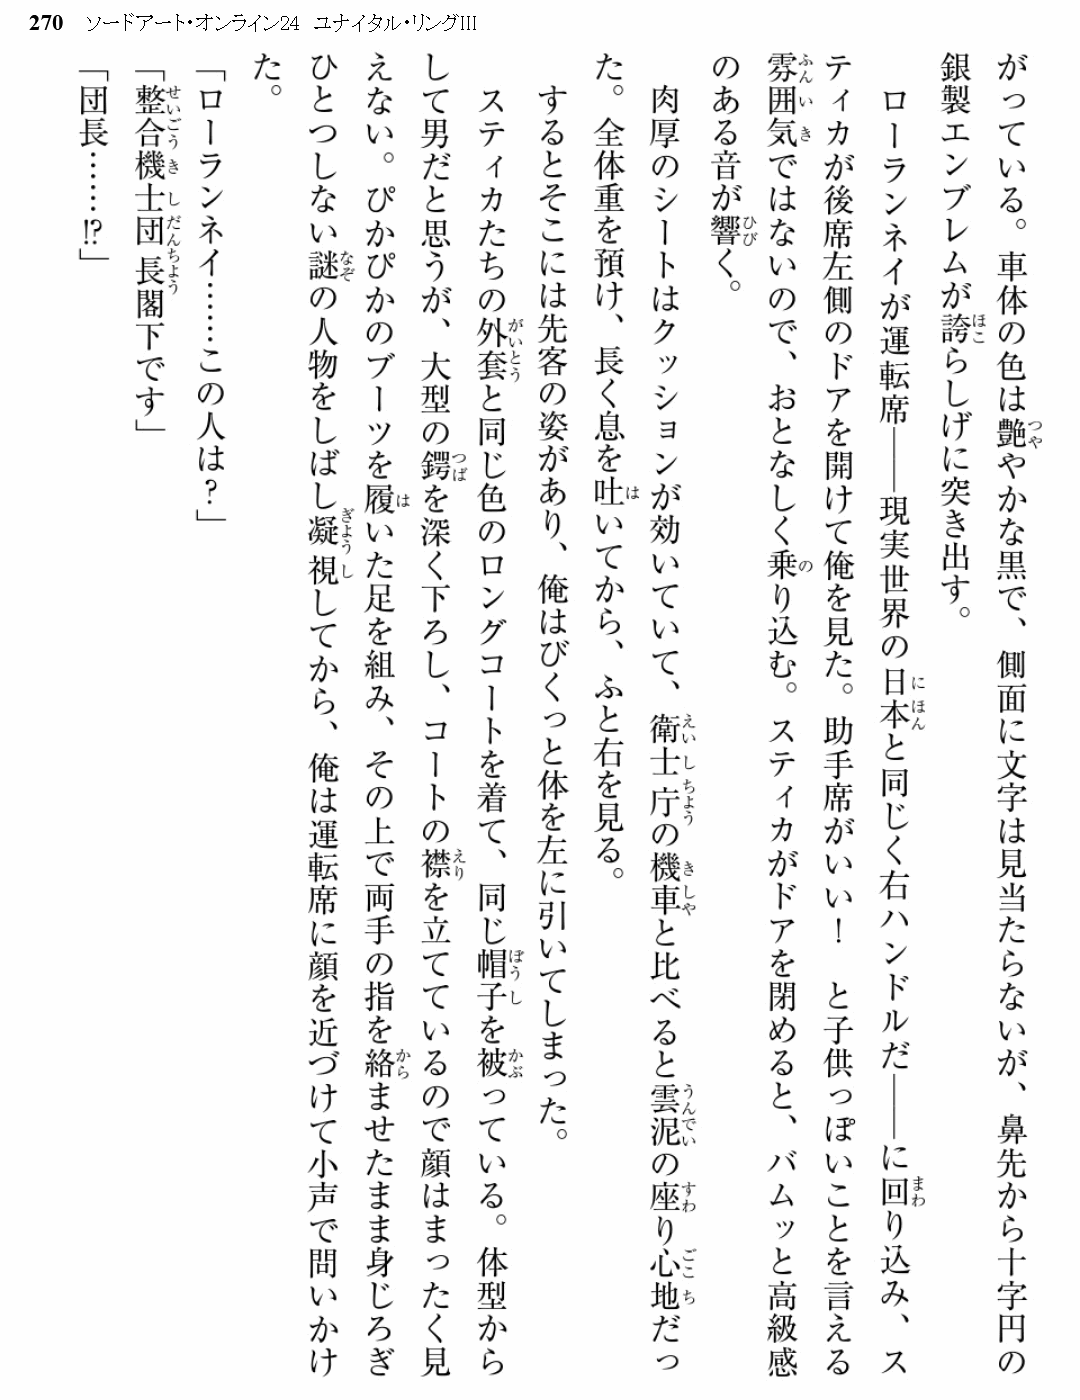 270 ソードアート・オンライン24 ユナイタル・リングIII
がっている。車体の色は艶やかな黒で、側面に文字は見当たらないが、鼻先から十字円の
銀製エンブレムが誇らしげに突き出す。
ローランネイが運転席――現実世界の日本と同じく右ハンドルだ――に回り込み、ス
ティカが後席左側のドアを開けて俺を見た。助手席がいい！　と子供っぽいことを言える
雰囲気ではないので、おとなしく乗り込む。スティカがドアを閉めると、バムッと高級感
のある音が響く。
肉厚のシートはクッションが効いていて、衛士庁の機車と比べると雲泥の座り心地だっ
た。全体重を預け、長く息を吐いてから、ふと右を見る。
するとそこには先客の姿があり、俺はびくっと体を左に引いてしまった。
スティカたちの外套と同じ色のロングコートを着て、同じ帽子を被っている。体型から
して男だと思うが、大型の鍔を深く下ろし、コートの襟を立てているので顔はまったく見
えない。ぴかぴかのブーツを履いた足を組み、その上で両手の指を絡ませたまま身じろぎ
ひとつしない謎の人物をしばし凝視してから、俺は運転席に顔を近づけて小声で問いかけ
た。
「ローランネイ……この人は？」
「整合機士団長閣下です」
「団長……⁉」